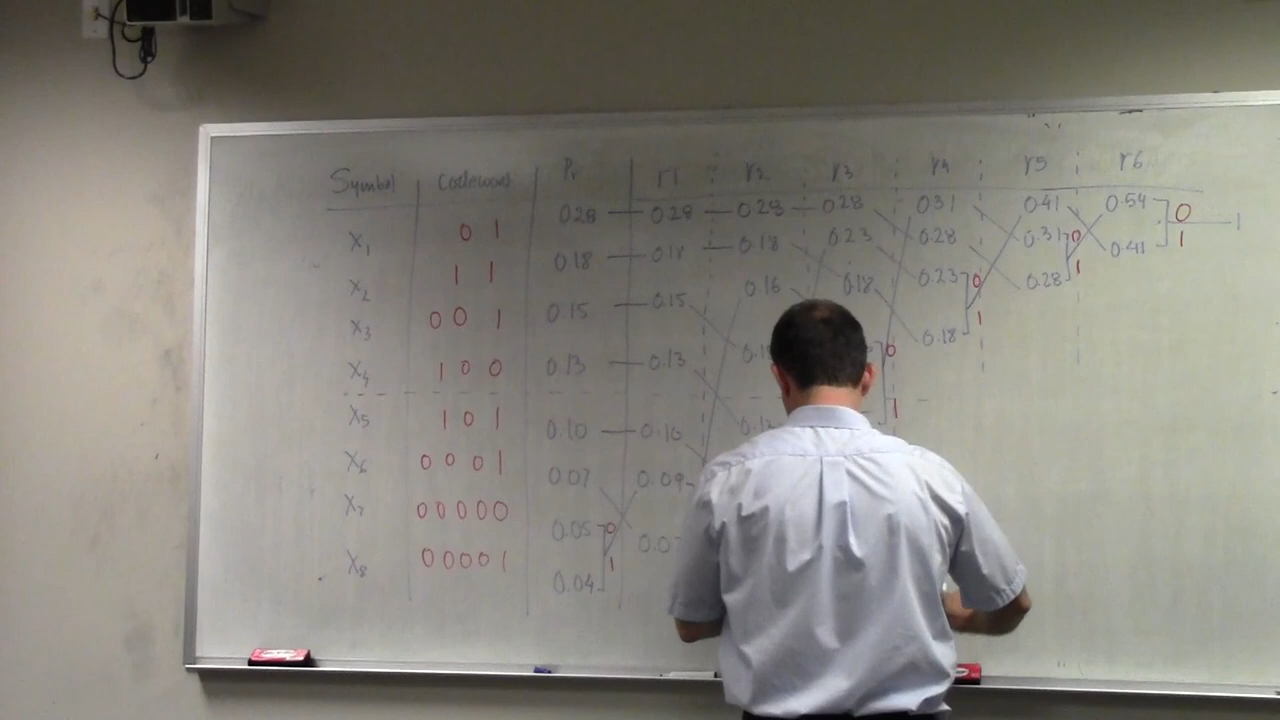 Symbol Codeword Pr r1 r2 r3 r4 r5 r6
X1 0 1 0.28 0.28 0.28 0.28 0.31 0.41 0.59 0 1
X2 1 1 0.18 0.18 0.18 0.23 0.28 0.31 0 0.41 1
X3 0 0 1 0.15 0.15 0.16 0.18 0.23 0 0.28 1
X4 1 0 0 0.13 0.13 0 0.18 1
X5 1 0 1 0.10 0.10 1
X6 0 0 0 1 0.07 0.09
X7 0 0 0 0 0 0.05 0 0.07
X8 0 0 0 0 1 0.04 1